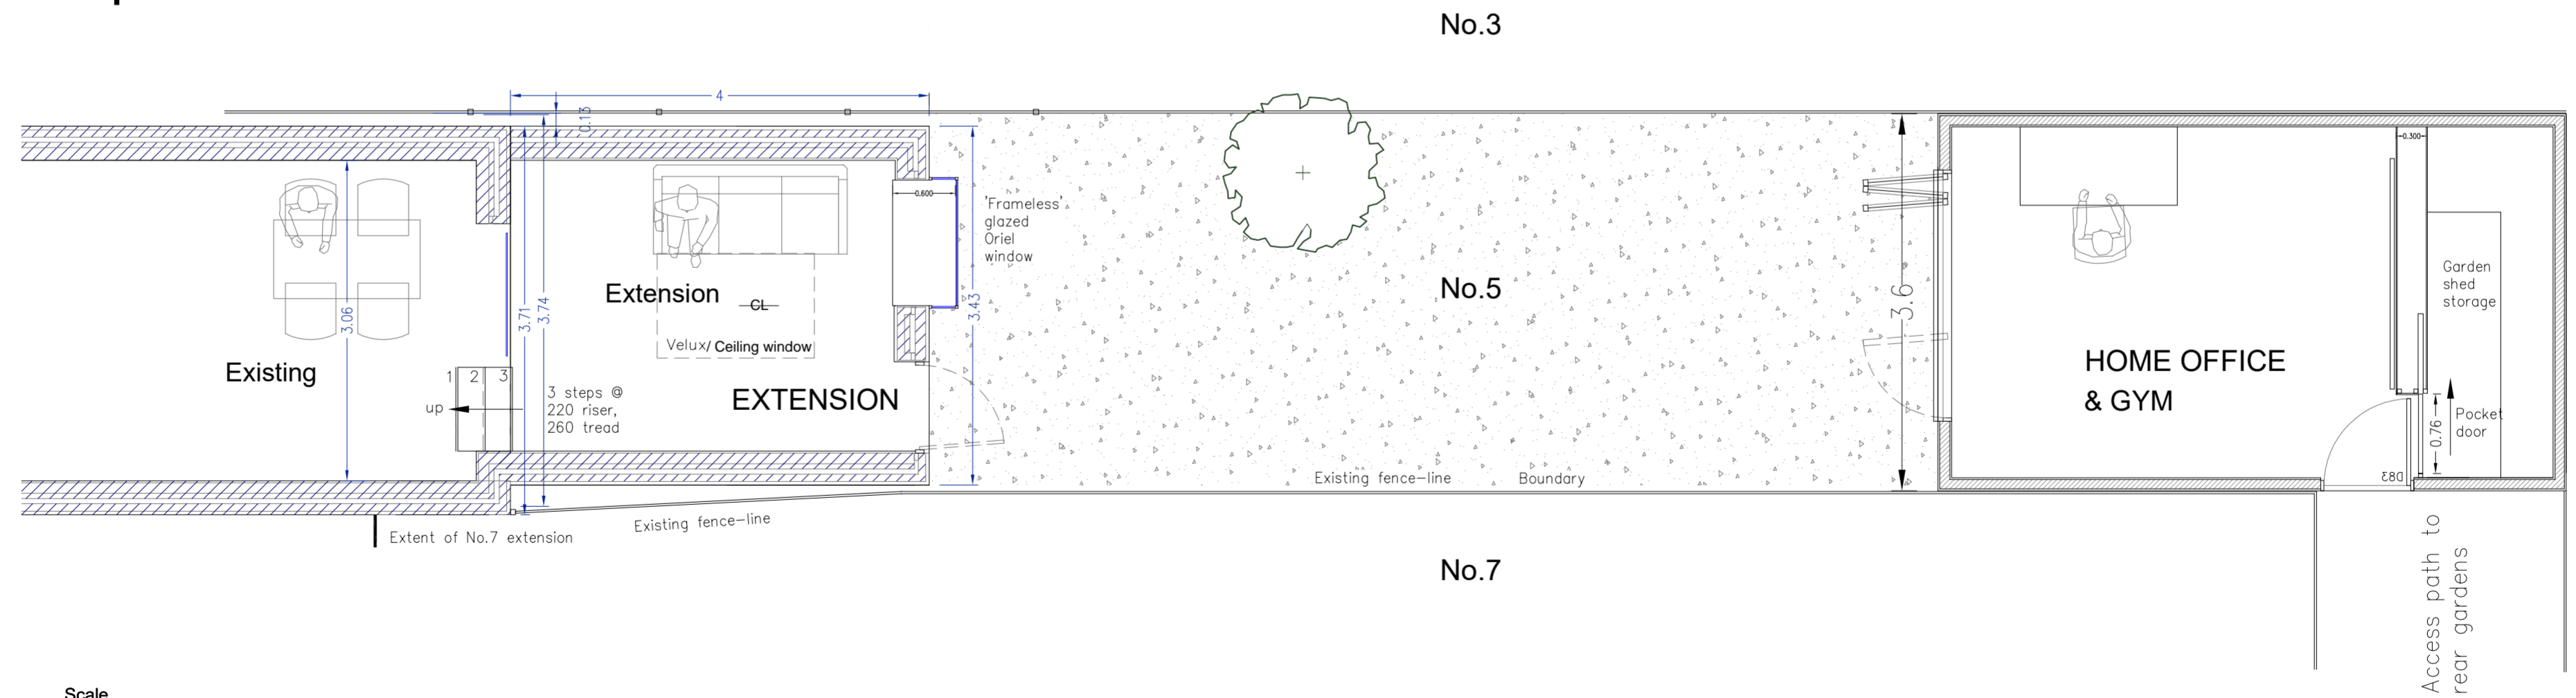 No.3
4
0.13
0.300
0.600
'Frameless'
glazed
Oriel
window
Garden
shed
storage
Extension
CL
No.5
3.6
3.06
3.71
3.74
3.43
Velux/ Ceiling window
HOME OFFICE
& GYM
Existing
1 2 3
up
3 steps @
220 riser,
260 tread
EXTENSION
0.76
Pocket
door
D83
Existing fence-line
Boundary
Existing fence-line
Extent of No.7 extension
No.7
Access path to
rear gardens
Scale